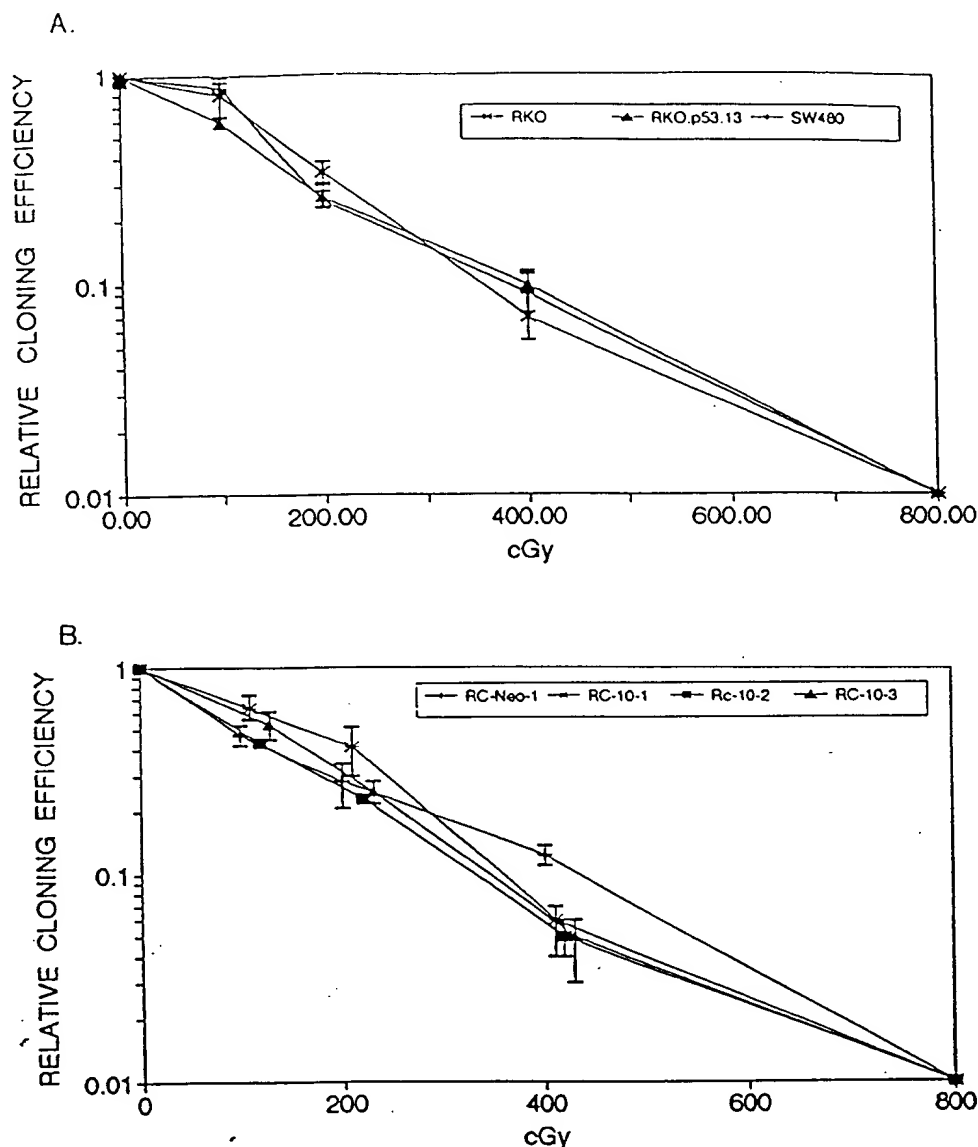 A.
RELATIVE CLONING EFFICIENCY
1
0.1
0.01
RKO RKO.p53.13 SW480
0.00 200.00 400.00 600.00 800.00
cGy
B.
RELATIVE CLONING EFFICIENCY
1
0.1
0.01
RC-Neo-1 RC-10-1 Rc-10-2 RC-10-3
0 200 400 600 800
cGy